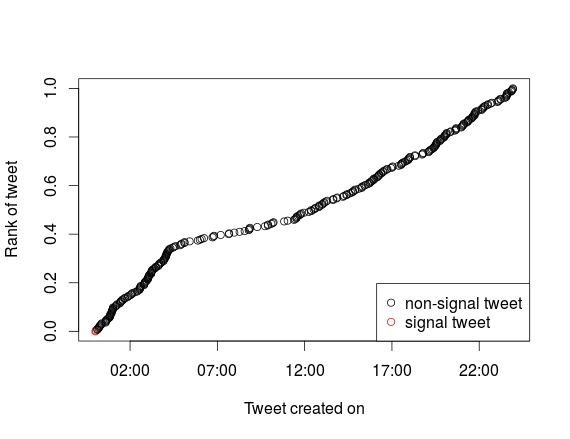 Rank of tweet
1.0
0.8
0.6
0.4
0.2
0.0
non-signal tweet
signal tweet
02:00 07:00 12:00 17:00 22:00
Tweet created on